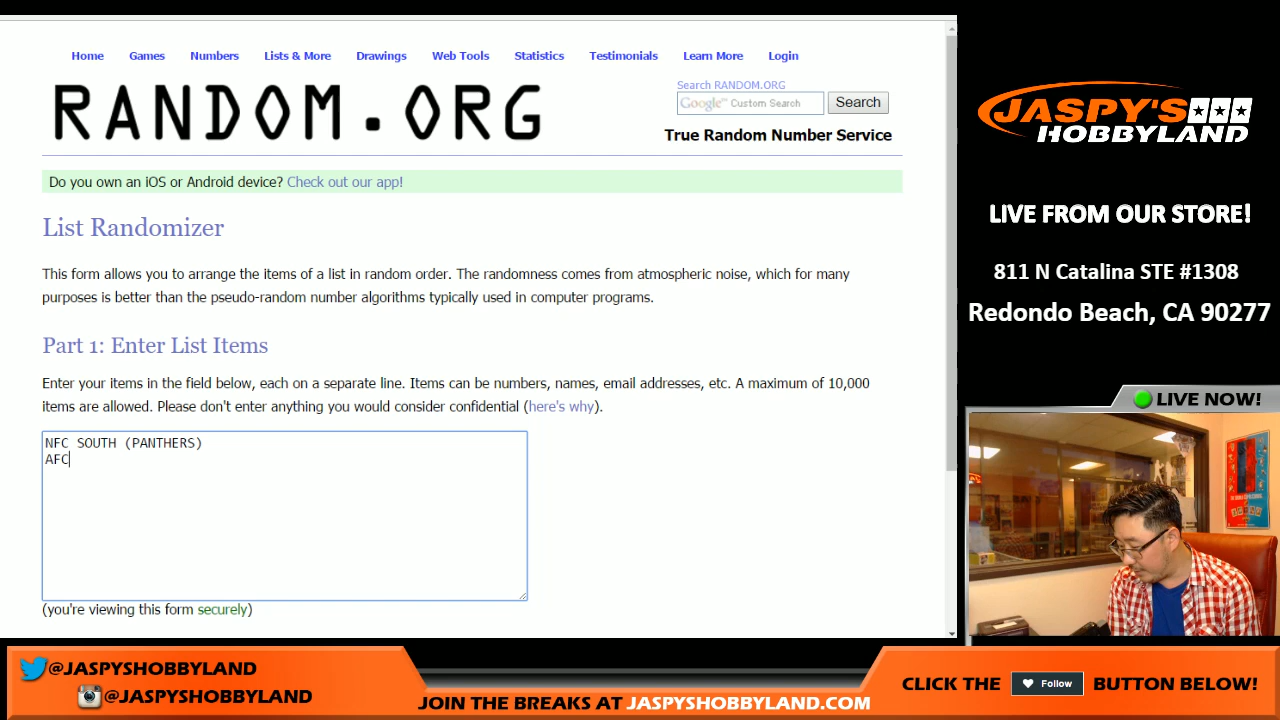 Home Games Numbers Lists & More Drawings Web Tools Statistics Testimonials Learn More Login
RANDOM.ORG
Search RANDOM.ORG
Google™ Custom Search Search
True Random Number Service
Do you own an iOS or Android device? Check out our app!
List Randomizer
This form allows you to arrange the items of a list in random order. The randomness comes from atmospheric noise, which for many
purposes is better than the pseudo-random number algorithms typically used in computer programs.
Part 1: Enter List Items
Enter your items in the field below, each on a separate line. Items can be numbers, names, email addresses, etc. A maximum of 10,000
items are allowed. Please don't enter anything you would consider confidential (here's why).
NFC SOUTH (PANTHERS)
AFC
(you're viewing this form securely)
JASPY'S
HOBBYLAND
LIVE FROM OUR STORE!
811 N Catalina STE #1308
Redondo Beach, CA 90277
LIVE NOW!
@JASPYSHOBBYLAND
@JASPYSHOBBYLAND
JOIN THE BREAKS AT JASPYSHOBBYLAND.COM
CLICK THE Follow BUTTON BELOW!